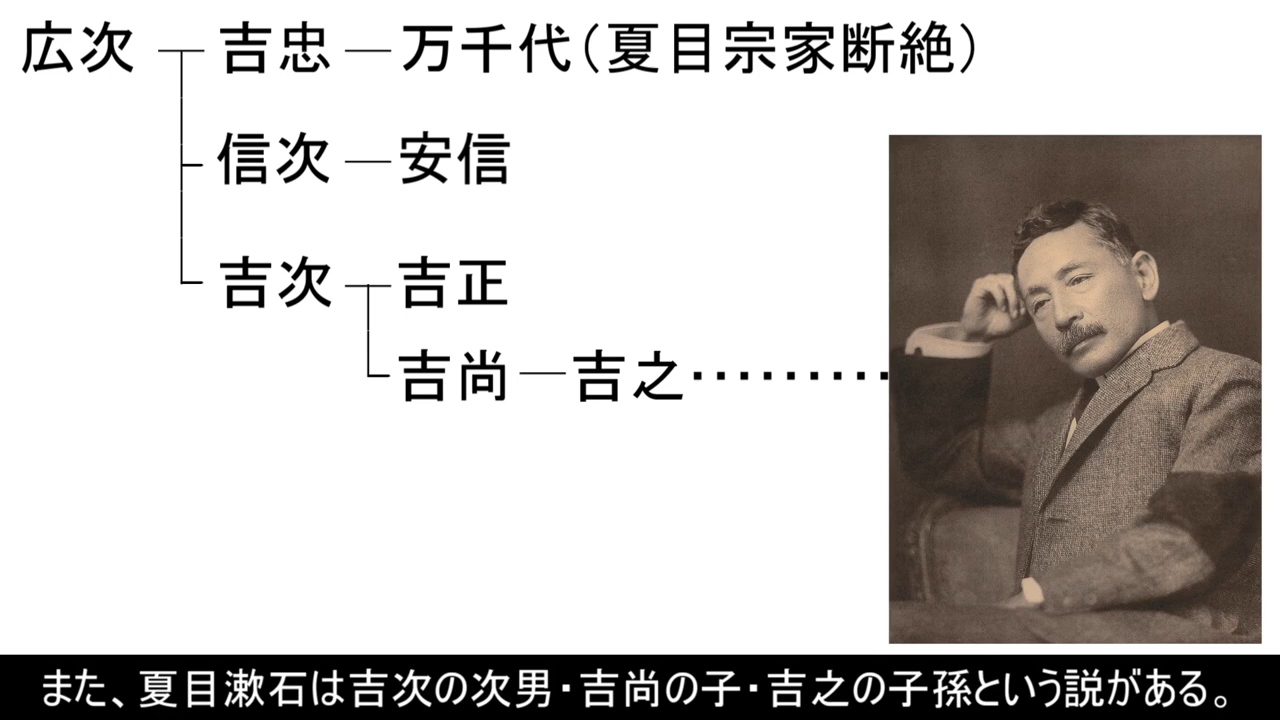 広次 吉忠 万千代(夏目宗家断絶)
信次 安信
吉次 吉正
吉尚 吉之・・・・・・・・・
また、夏目漱石は吉次の次男・吉尚の子・吉之の子孫という説がある。